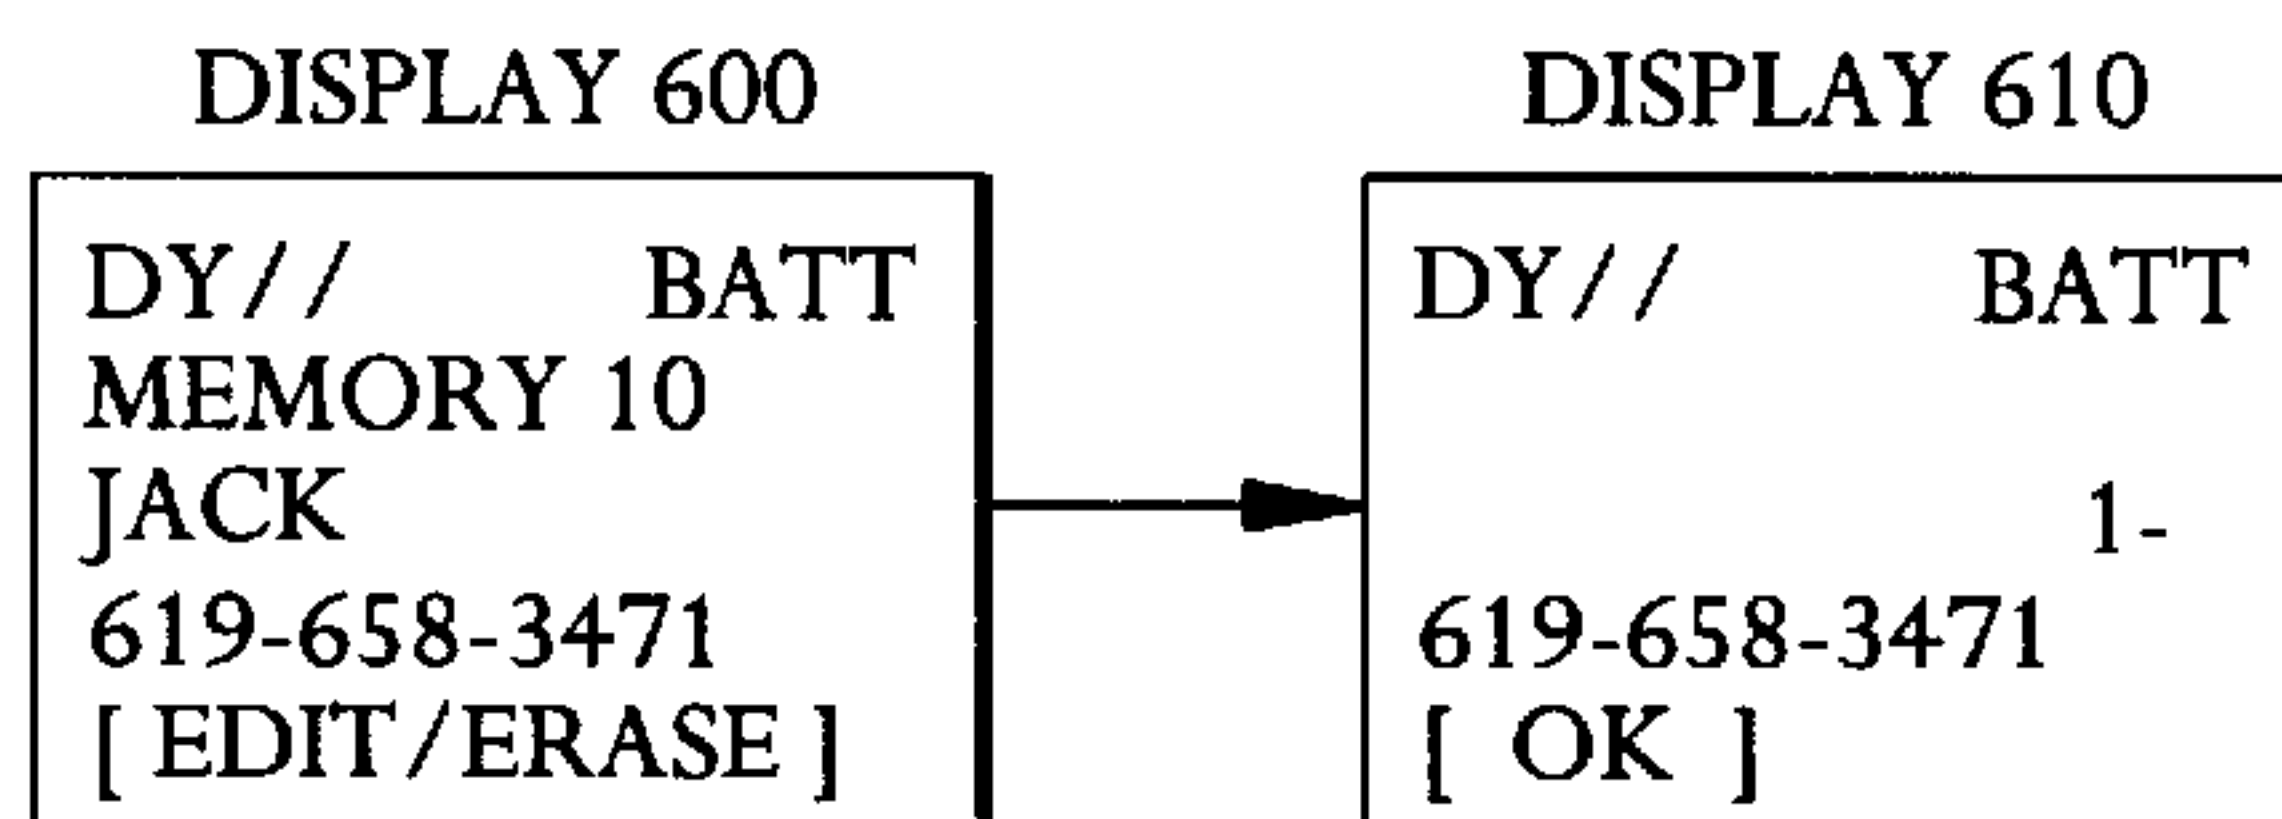 DISPLAY 600
DY// BATT
MEMORY 10
JACK
619-658-3471
[ EDIT/ERASE ]
DISPLAY 610
DY// BATT
1-
619-658-3471
[ OK ]